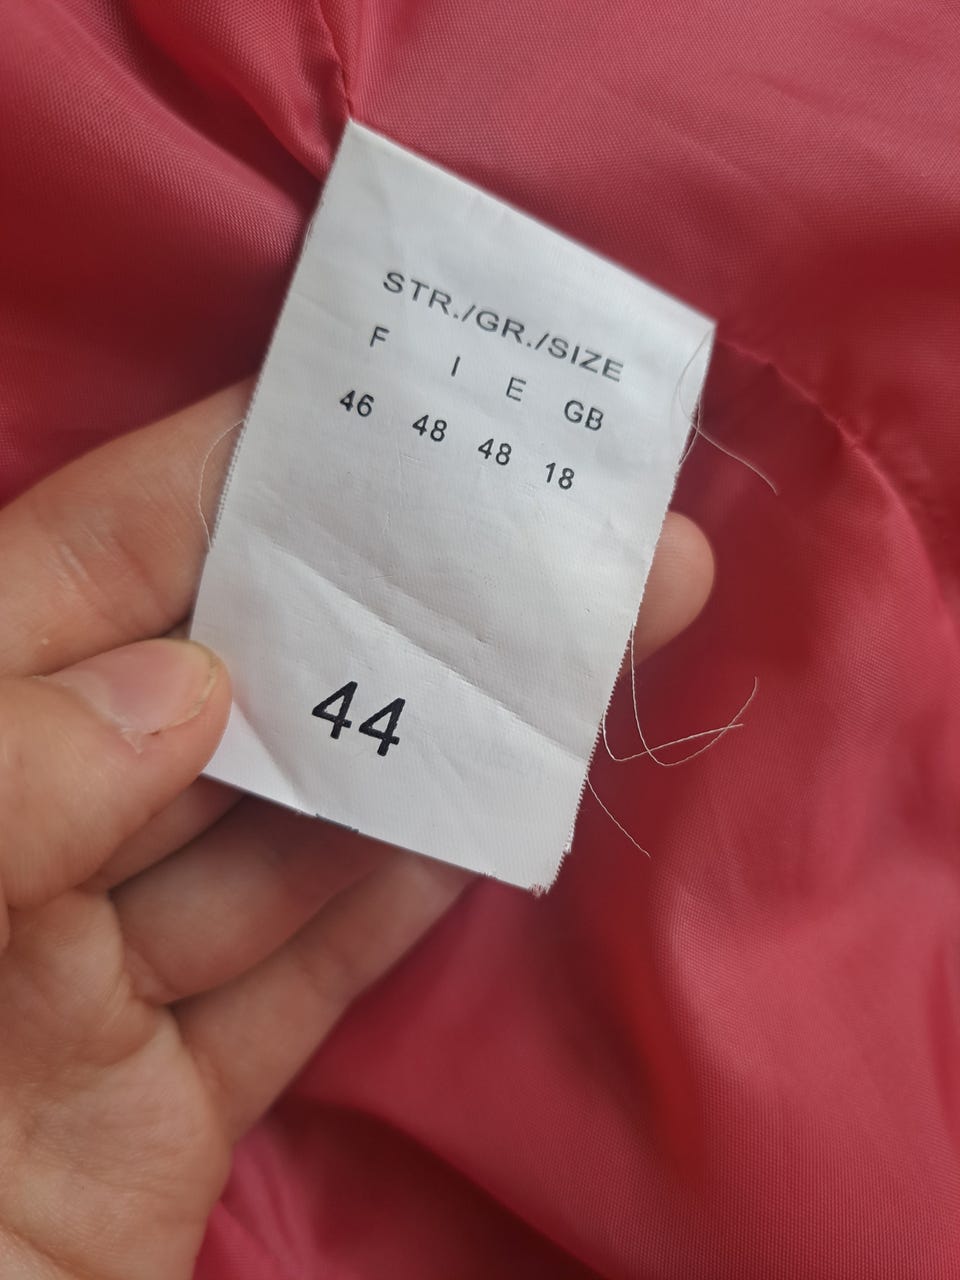 STR./GR./SIZE
F I E GB
46 48 48 18
44